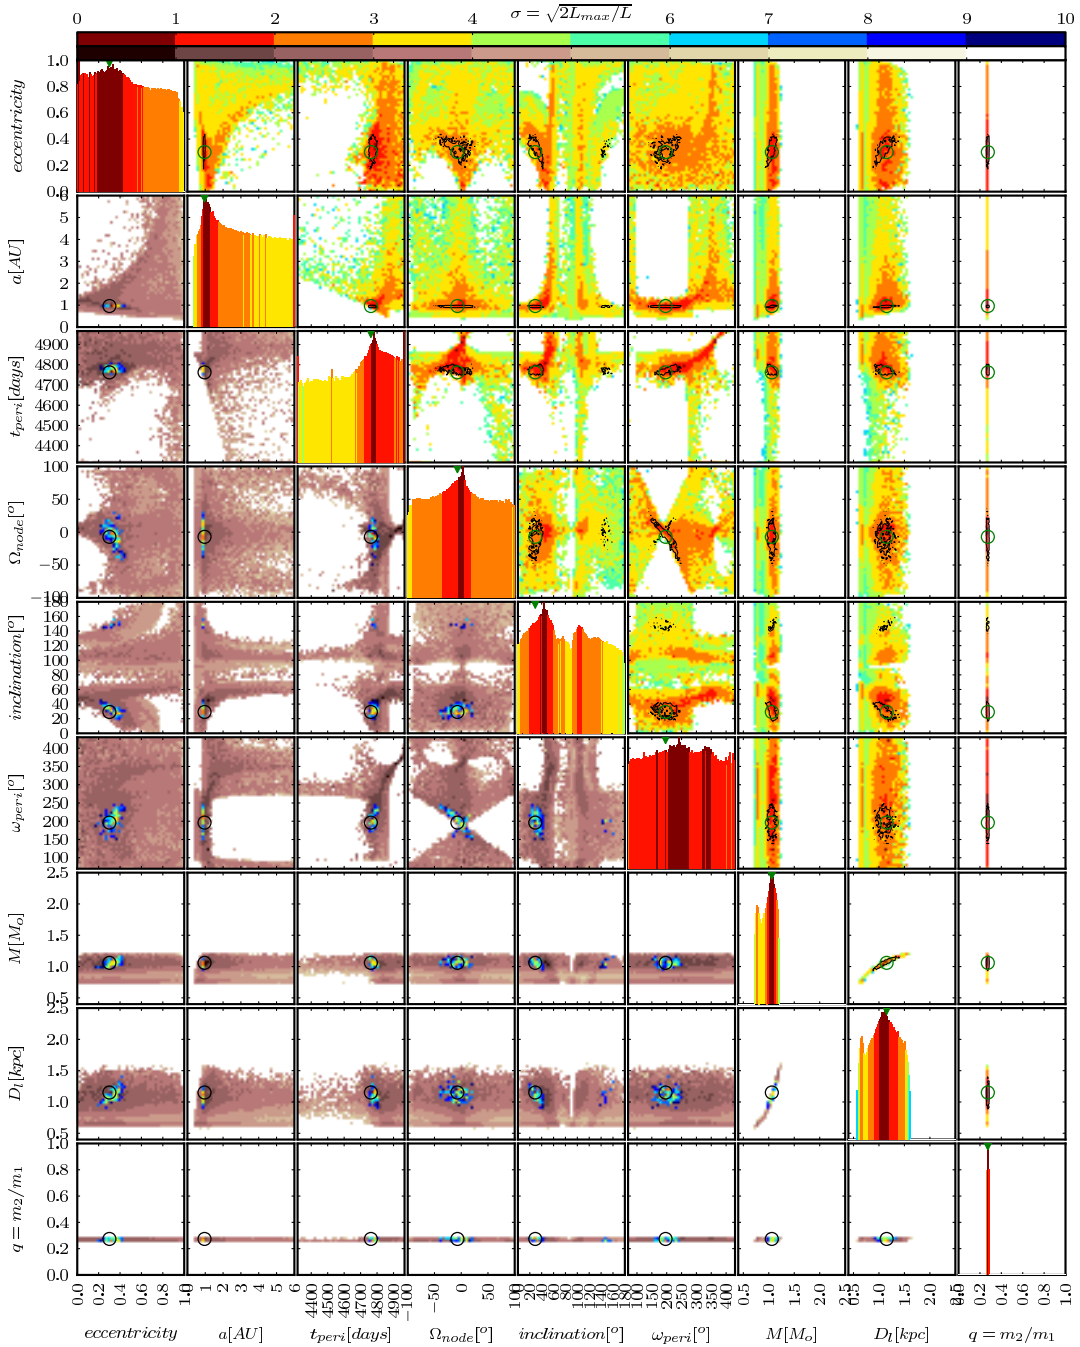 σ = √2L_max/L
0 1 2 3 4 5 6 7 8 9 10
eccentricity
1.0
0.8
0.6
0.4
0.2
0.0
a[AU]
5
4
3
2
1
0
t_peri[days]
4900
4800
4700
4600
4500
4400
Ω_node[°]
100
50
0
−50
−100
inclination[°]
180
160
140
120
100
80
60
40
20
0
ω_peri[°]
400
350
300
250
200
150
100
M[M_o]
2.5
2.0
1.5
1.0
0.5
D_l[kpc]
2.5
2.0
1.5
1.0
0.5
q = m_2/m_1
1.0
0.8
0.6
0.4
0.2
0.0
0.0 0.2 0.4 0.6 0.8 1.0
1 2 3 4 5 6
4400 4500 4600 4700 4800 4900
−50 0 50 100
20 40 60 80 100 120 140 160 180
100 150 200 250 300 350 400
0.5 1.0 1.5 2.0 2.5
0.5 1.0 1.5 2.0
0.2 0.4 0.6 0.8 1.0
eccentricity a[AU] t_peri[days] Ω_node[°] inclination[°] ω_peri[°] M[M_o] D_l[kpc] q = m_2/m_1